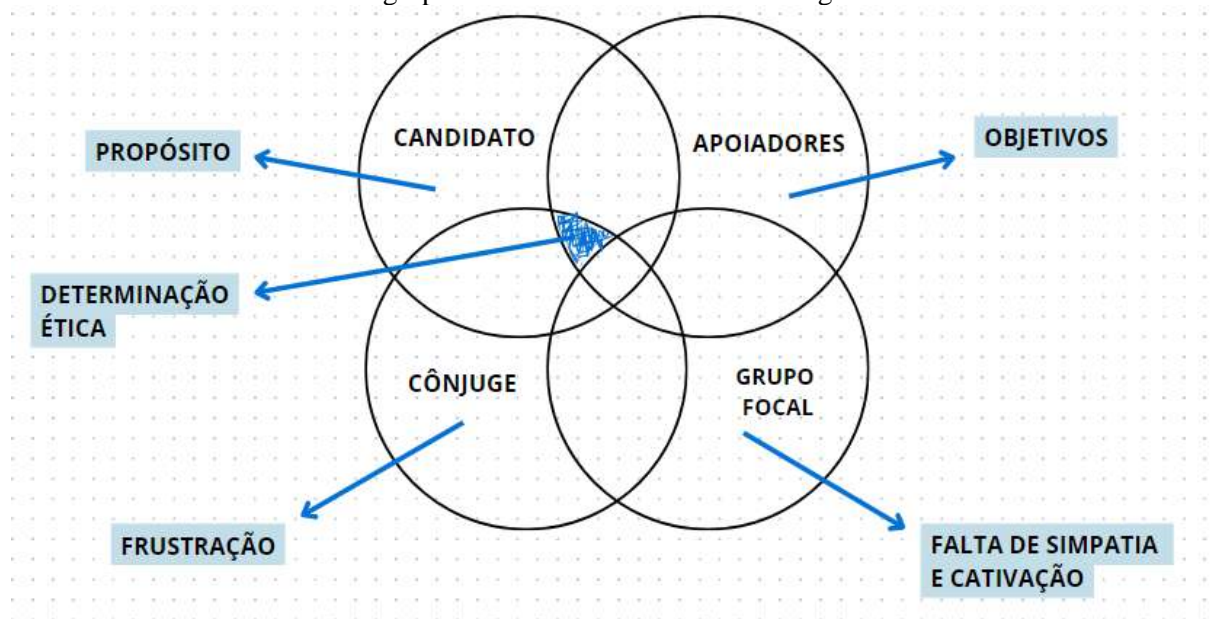 CANDIDATO
APOIADORES
OBJETIVOS
PROPÓSITO
DETERMINAÇÃO
ÉTICA
CÔNJUGE
GRUPO
FOCAL
FRUSTRAÇÃO
FALTA DE SIMPATIA
E CATIVAÇÃO